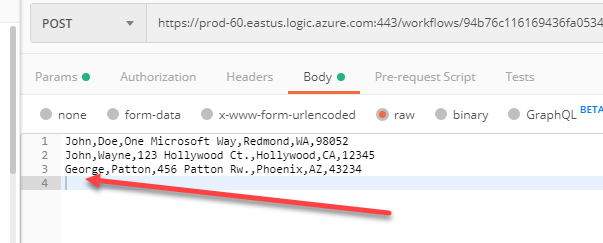 POST
https://prod-60.eastus.logic.azure.com:443/workflows/94b76c116169436fa0534
Params Authorization Headers Body Pre-request Script Tests
none form-data x-www-form-urlencoded raw binary GraphQL BETA
1 John,Doe,One Microsoft Way,Redmond,WA,98052
2 John,Wayne,123 Hollywood Ct.,Hollywood,CA,12345
3 George,Patton,456 Patton Rw.,Phoenix,AZ,43234
4